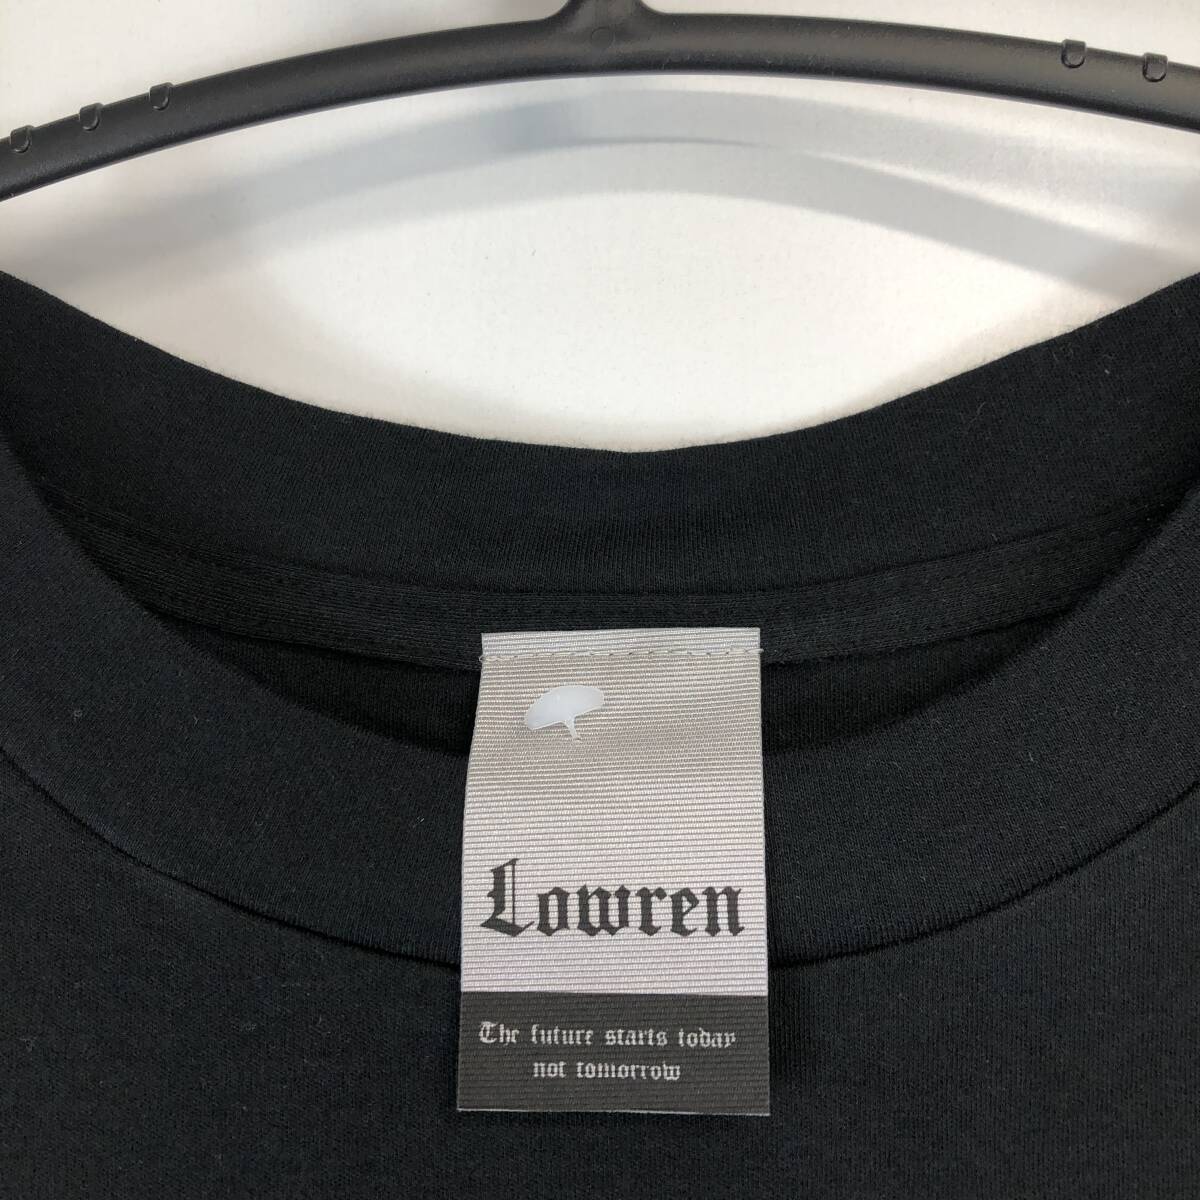 Lowren
The future starts today
not tomorrow